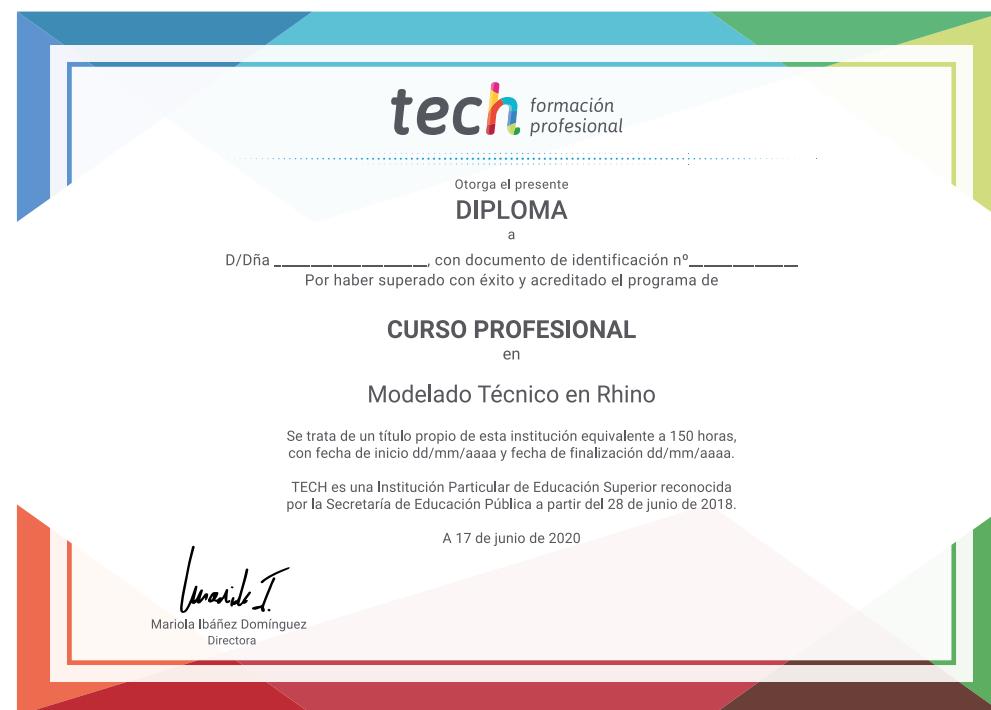 tech formación
profesional
Otorga el presente
DIPLOMA
a
D/Dña ____________________, con documento de identificación nº______________
Por haber superado con éxito y acreditado el programa de
CURSO PROFESIONAL
en
Modelado Técnico en Rhino
Se trata de un título propio de esta institución equivalente a 150 horas,
con fecha de inicio dd/mm/aaaa y fecha de finalización dd/mm/aaaa.
TECH es una Institución Particular de Educación Superior reconocida
por la Secretaría de Educación Pública a partir del 28 de junio de 2018.
A 17 de junio de 2020
Mariola Ibáñez Domínguez
Directora